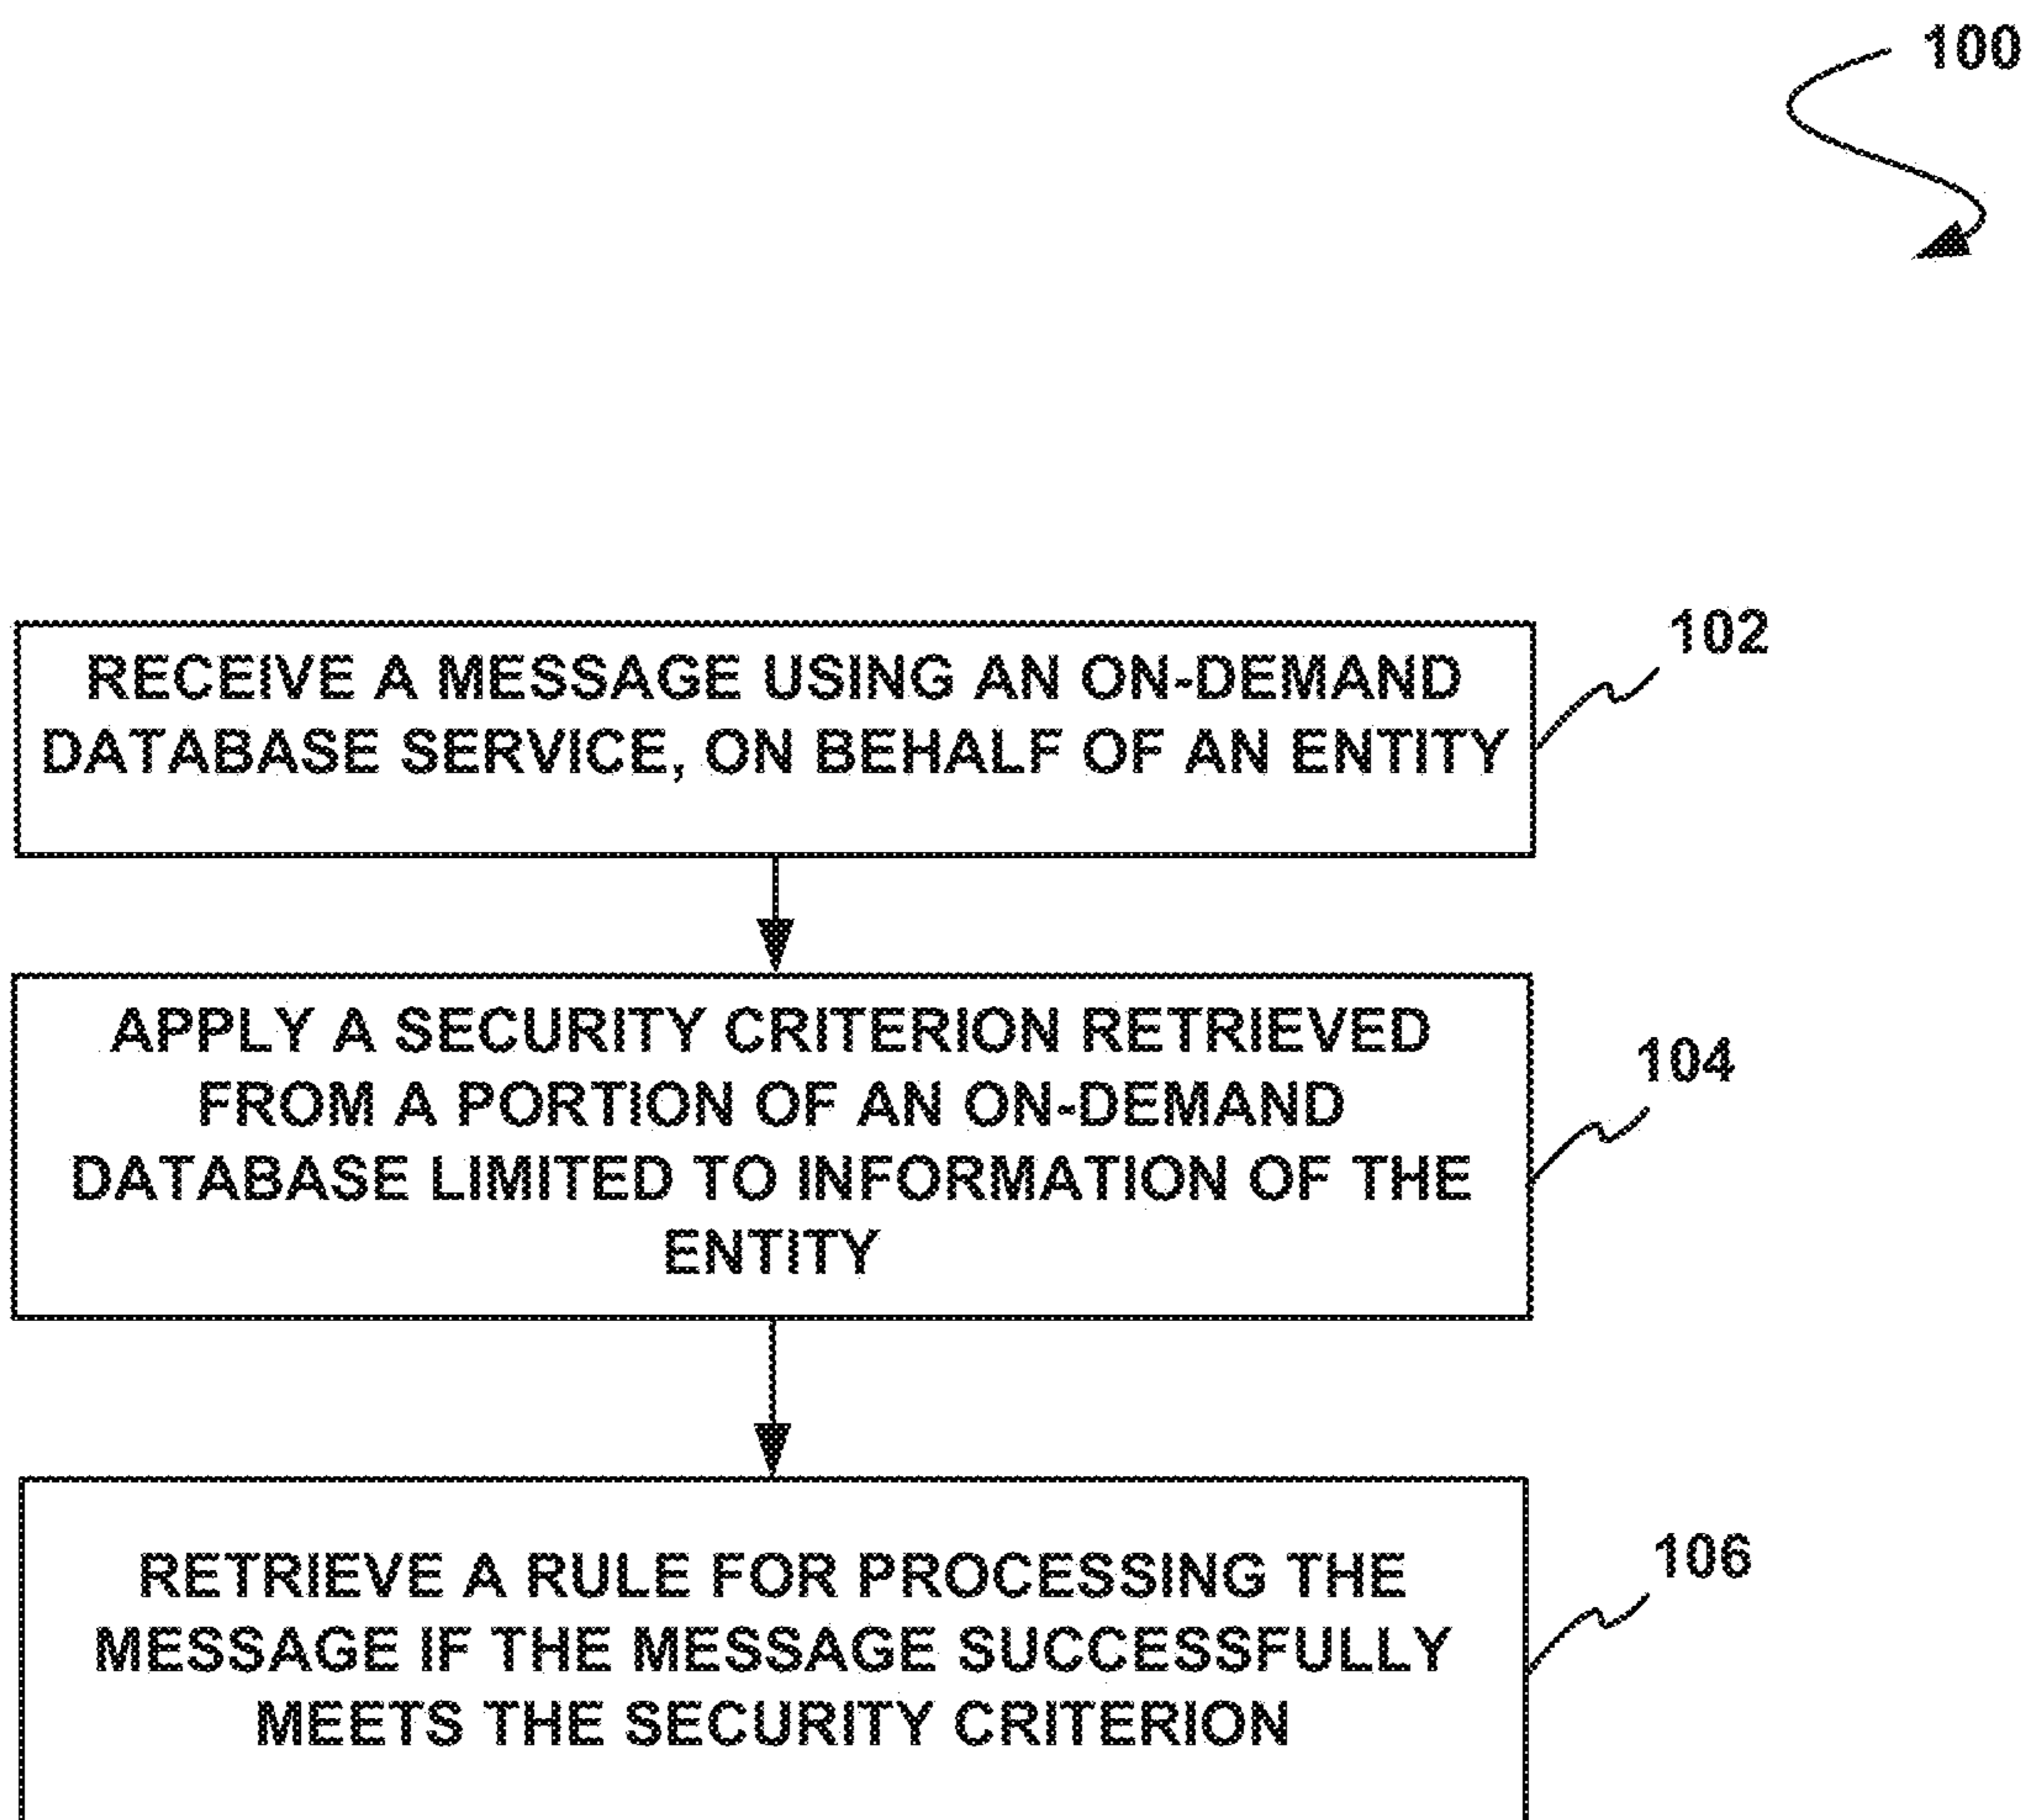 100
RECEIVE A MESSAGE USING AN ON-DEMAND
DATABASE SERVICE, ON BEHALF OF AN ENTITY
102
APPLY A SECURITY CRITERION RETRIEVED
FROM A PORTION OF AN ON-DEMAND
DATABASE LIMITED TO INFORMATION OF THE
ENTITY
104
RETRIEVE A RULE FOR PROCESSING THE
MESSAGE IF THE MESSAGE SUCCESSFULLY
MEETS THE SECURITY CRITERION
106